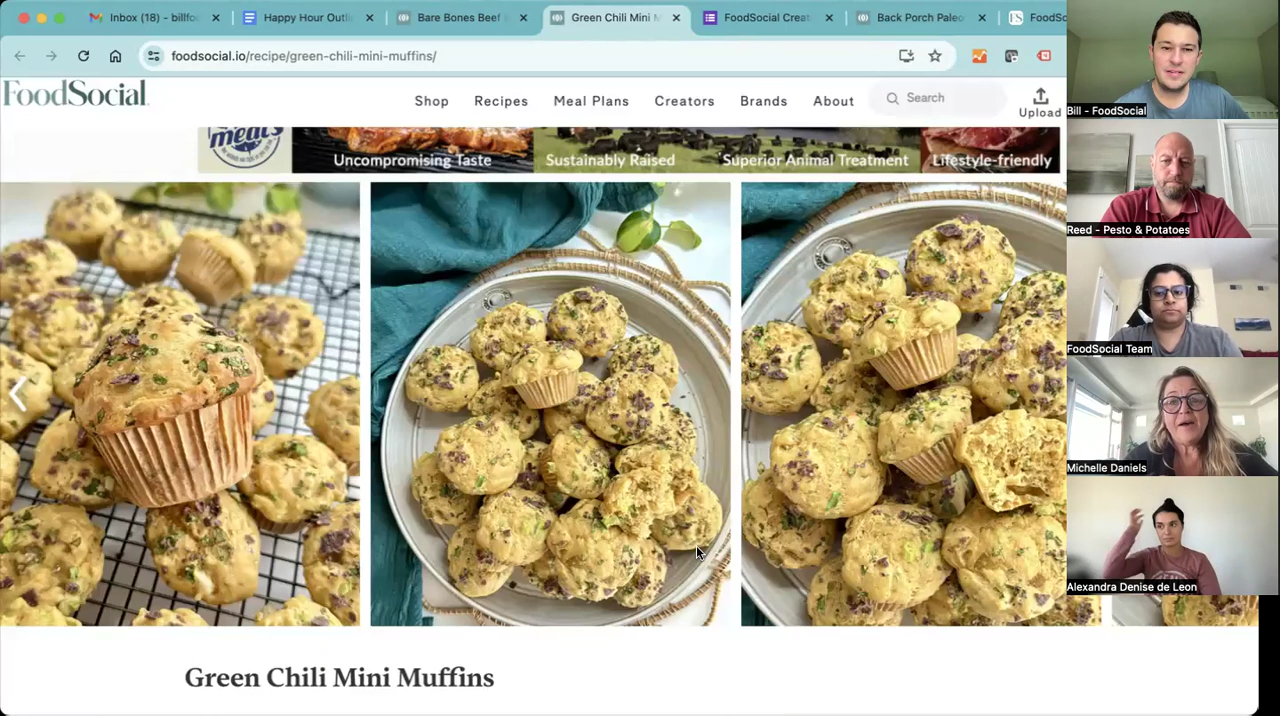 Inbox (18) - billfo
Happy Hour Outli
Bare Bones Beef
Green Chili Mini M
FoodSocial Creat
Back Porch Paleo
FoodSo
foodsocial.io/recipe/green-chili-mini-muffins/
FoodSocial
Shop
Recipes
Meal Plans
Creators
Brands
About
Search
Upload
meats
Uncompromising Taste
Sustainably Raised
Superior Animal Treatment
Lifestyle-friendly
Green Chili Mini Muffins
Bill - FoodSocial
Reed - Pesto & Potatoes
FoodSocial Team
Michelle Daniels
Alexandra Denise de Leon